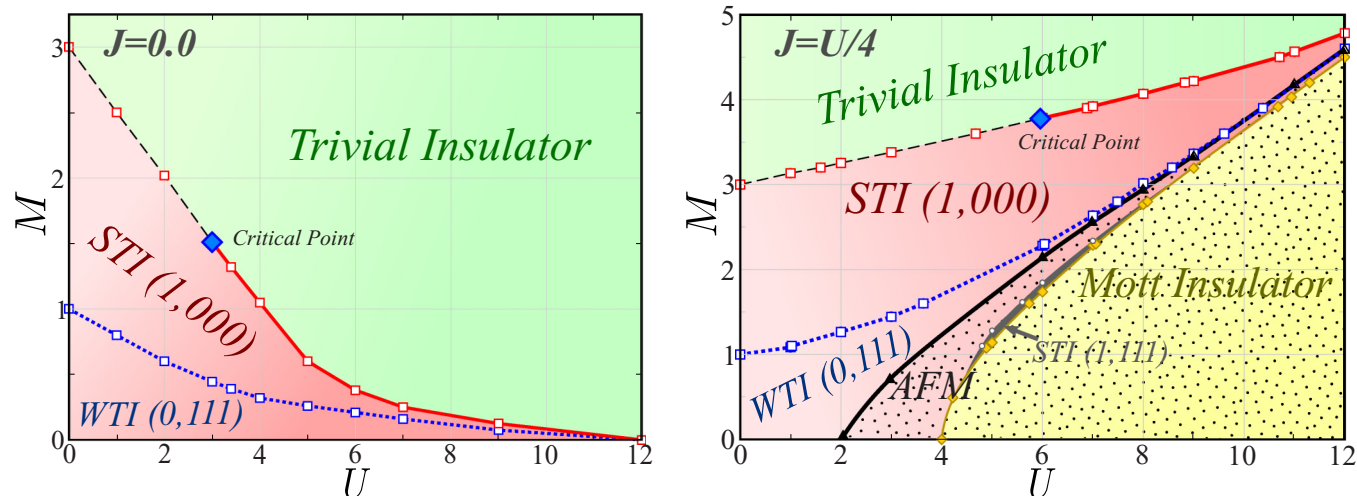 J=0.0
Trivial Insulator
Critical Point
STI (1,000)
WTI (0,111)
M
3
2
1
0
0 2 4 6 8 10 12
U
J=U/4
Trivial Insulator
Critical Point
STI (1,000)
Mott Insulator
STI (1,111)
WTI (0,111)
AFM
M
5
4
3
2
1
0
0 2 4 6 8 10 12
U